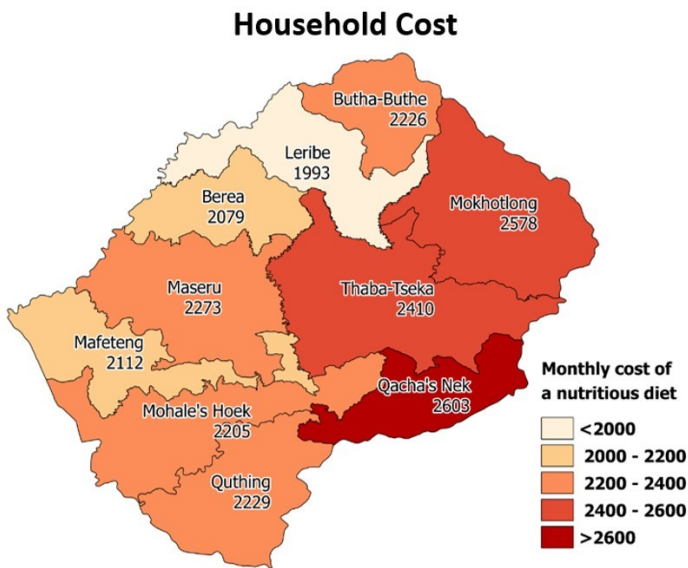 Household Cost
Butha-Buthe
2226
Leribe
1993
Berea
2079
Mokhotlong
2578
Maseru
2273
Thaba-Tseka
2410
Mafeteng
2112
Qacha's Nek
2603
Mohale's Hoek
2205
Quthing
2229
Monthly cost of
a nutritious diet
<2000
2000 - 2200
2200 - 2400
2400 - 2600
>2600